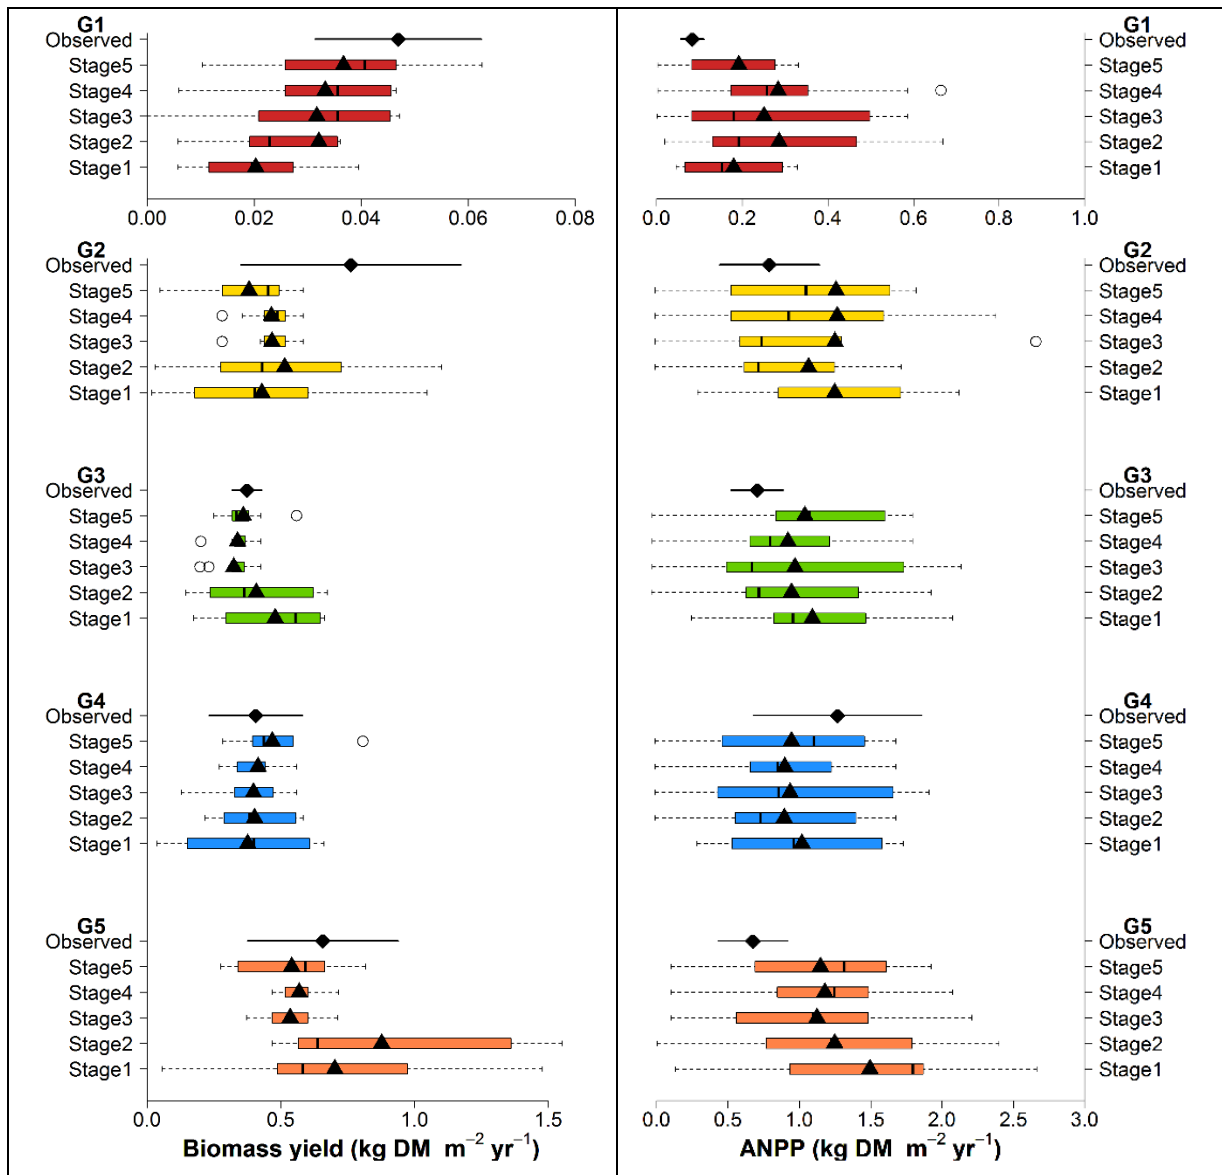 G1
Observed
Stage5
Stage4
Stage3
Stage2
Stage1
0.00 0.02 0.04 0.06 0.08
G2
Observed
Stage5
Stage4
Stage3
Stage2
Stage1
G3
Observed
Stage5
Stage4
Stage3
Stage2
Stage1
G4
Observed
Stage5
Stage4
Stage3
Stage2
Stage1
G5
Observed
Stage5
Stage4
Stage3
Stage2
Stage1
0.0 0.5 1.0 1.5
Biomass yield (kg DM m⁻² yr⁻¹)
G1
Observed
Stage5
Stage4
Stage3
Stage2
Stage1
0.0 0.2 0.4 0.6 0.8 1.0
G2
Observed
Stage5
Stage4
Stage3
Stage2
Stage1
G3
Observed
Stage5
Stage4
Stage3
Stage2
Stage1
G4
Observed
Stage5
Stage4
Stage3
Stage2
Stage1
G5
Observed
Stage5
Stage4
Stage3
Stage2
Stage1
0.0 0.5 1.0 1.5 2.0 2.5 3.0
ANPP (kg DM m⁻² yr⁻¹)